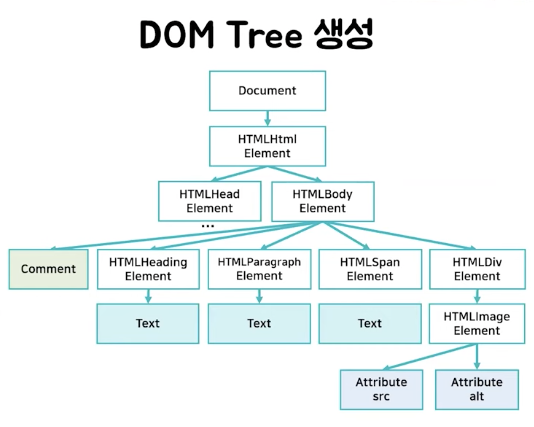 DOM Tree 생성
Document
HTMLHtml
Element
HTMLHead
Element
HTMLBody
Element
...
Comment
HTMLHeading
Element
HTMLParagraph
Element
HTMLSpan
Element
HTMLDiv
Element
Text
Text
Text
HTMLImage
Element
Attribute
src
Attribute
alt